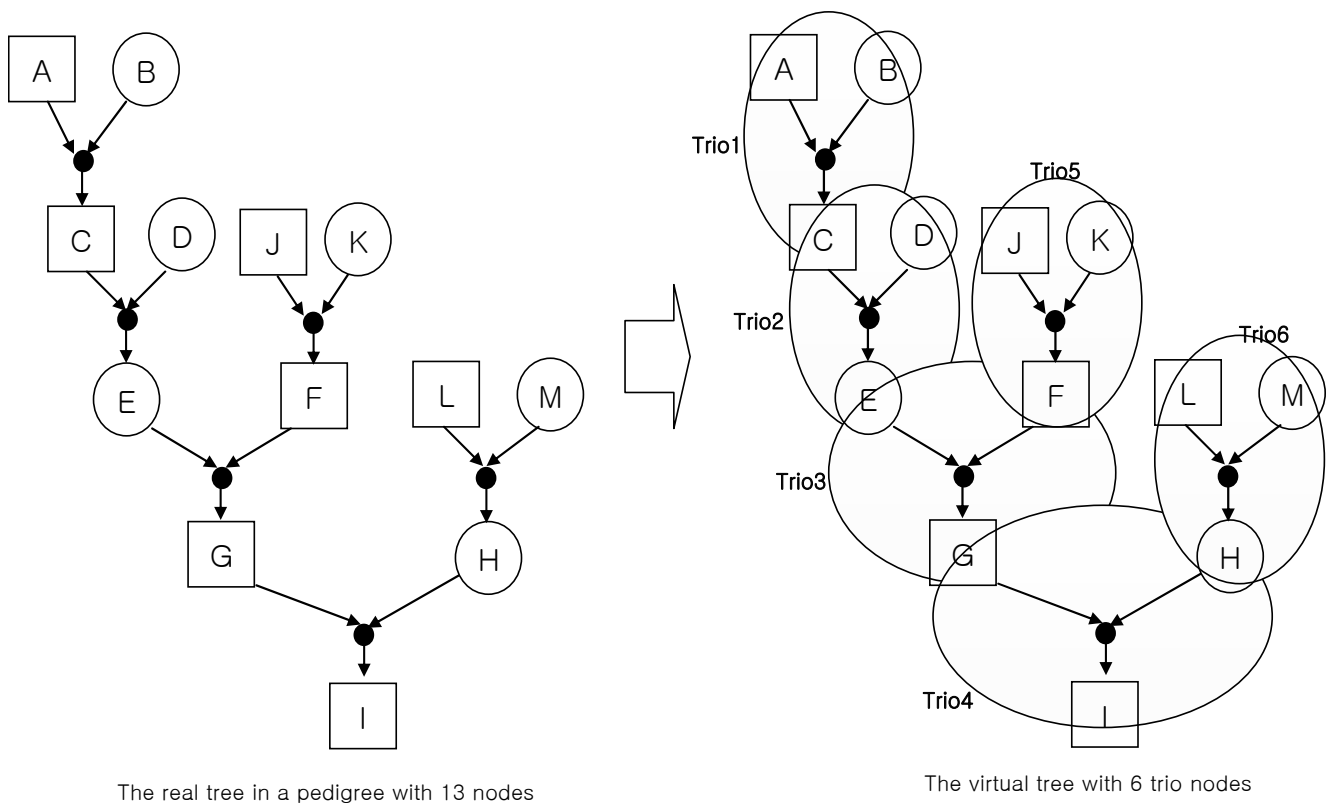 A B
C D J K
E F L M
G H
I
The real tree in a pedigree with 13 nodes
A B
Trio1
Trio5
C D J K
Trio2
Trio6
E F L M
Trio3
G H
Trio4
I
The virtual tree with 6 trio nodes